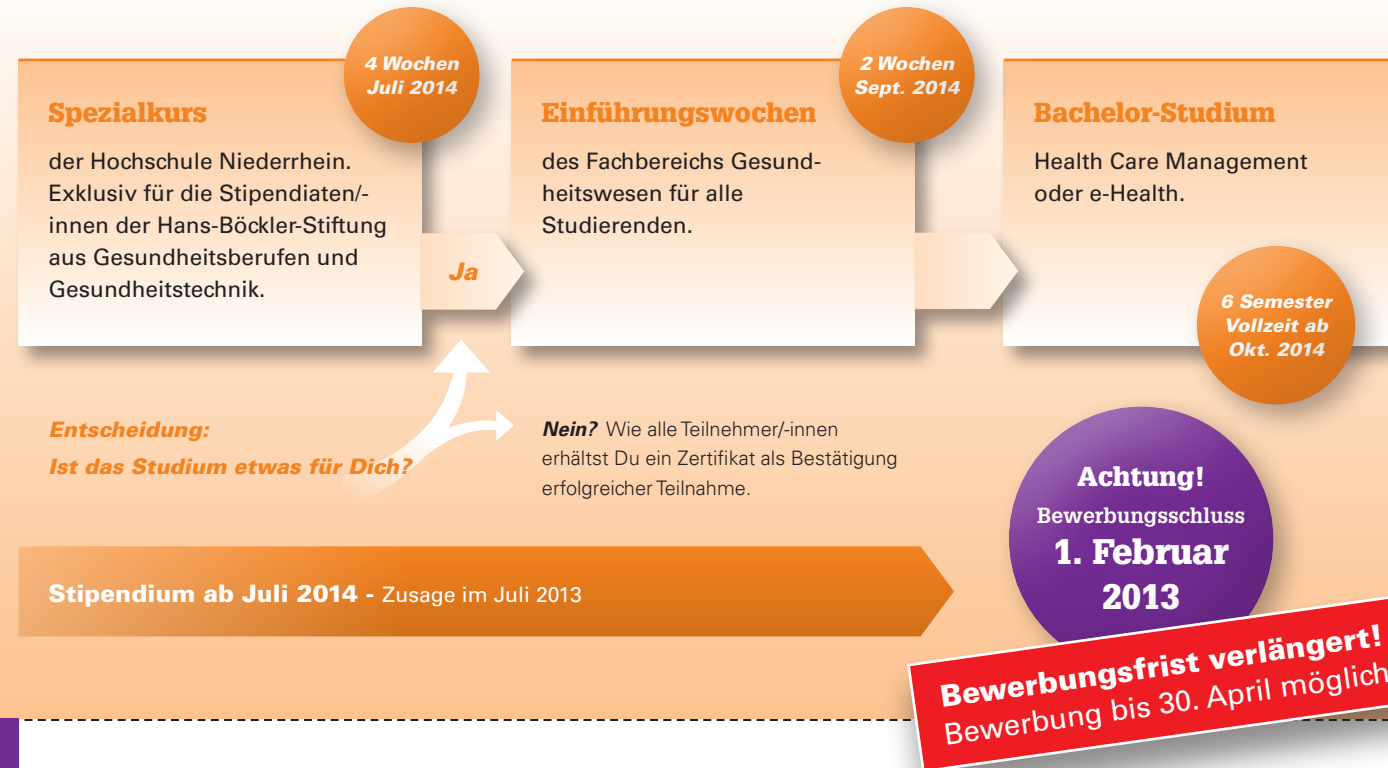 4 Wochen
Juli 2014
Spezialkurs
der Hochschule Niederrhein.
Exklusiv für die Stipendiaten/-
innen der Hans-Böckler-Stiftung
aus Gesundheitsberufen und
Gesundheitstechnik.
Ja
2 Wochen
Sept. 2014
Einführungswochen
des Fachbereichs Gesund-
heitswesen für alle
Studierenden.
Bachelor-Studium
Health Care Management
oder e-Health.
6 Semester
Vollzeit ab
Okt. 2014
Entscheidung:
Ist das Studium etwas für Dich?
Nein? Wie alle Teilnehmer/-innen
erhältst Du ein Zertifikat als Bestätigung
erfolgreicher Teilnahme.
Stipendium ab Juli 2014 - Zusage im Juli 2013
Achtung!
Bewerbungsschluss
1. Februar
2013
Bewerbungsfrist verlängert!
Bewerbung bis 30. April möglich